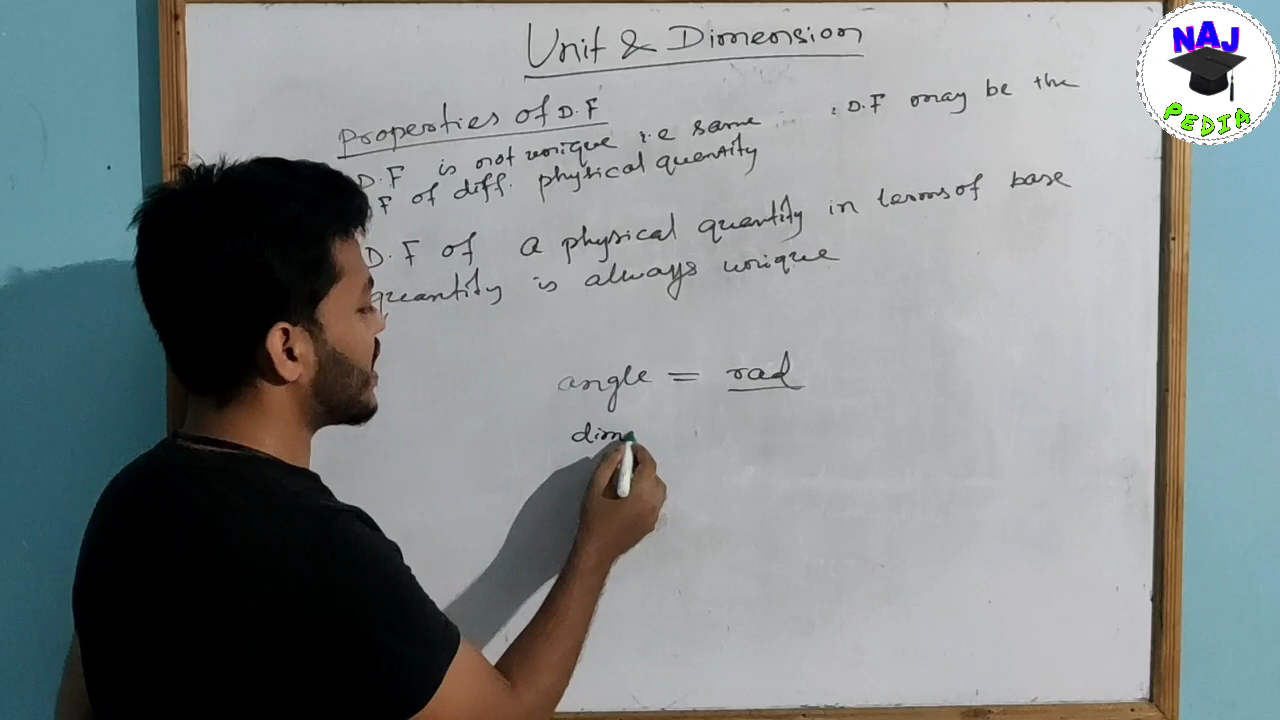 Unit & Dimension
Properties of D.F
D.F is not unique i.e same D.F may be the
F of diff. physical quantity
D.F of a physical quantity in terms of base
quantity is always unique
angle = rad
dim
NAJ
PEDIA